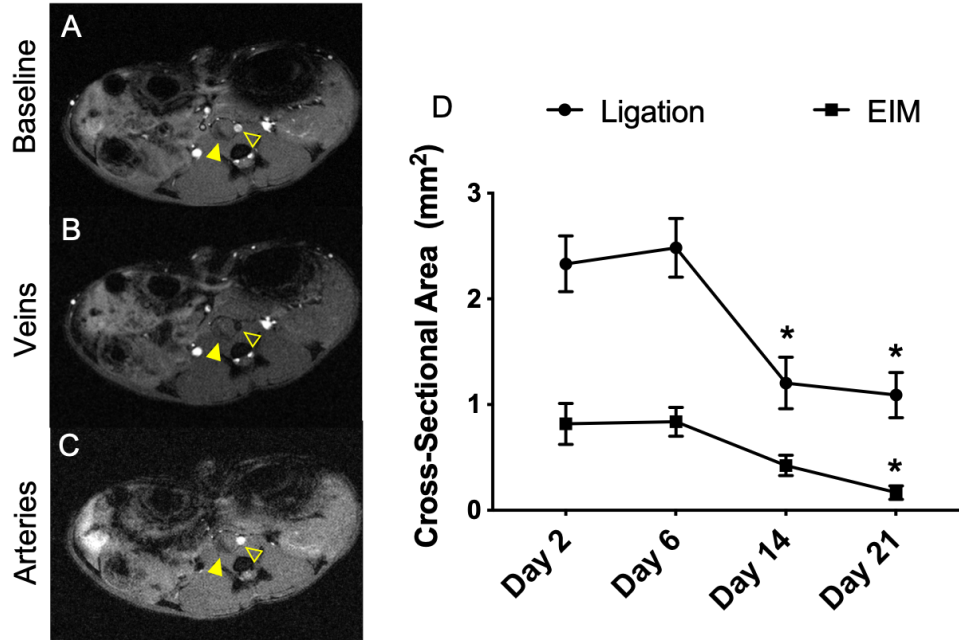 Baseline
A
Veins
B
Arteries
C
D
Ligation
EIM
Cross-Sectional Area (mm²)
3
2
1
0
*
*
*
Day 2
Day 6
Day 14
Day 21